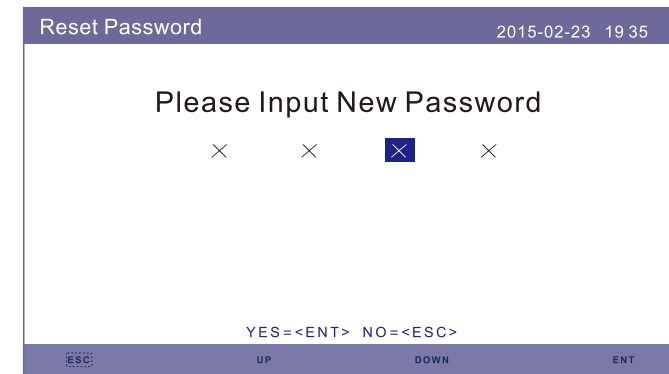 Reset Password 2015-02-23 19 35
Please Input New Password
× × × ×
YES=<ENT> NO=<ESC>
ESC UP DOWN ENT